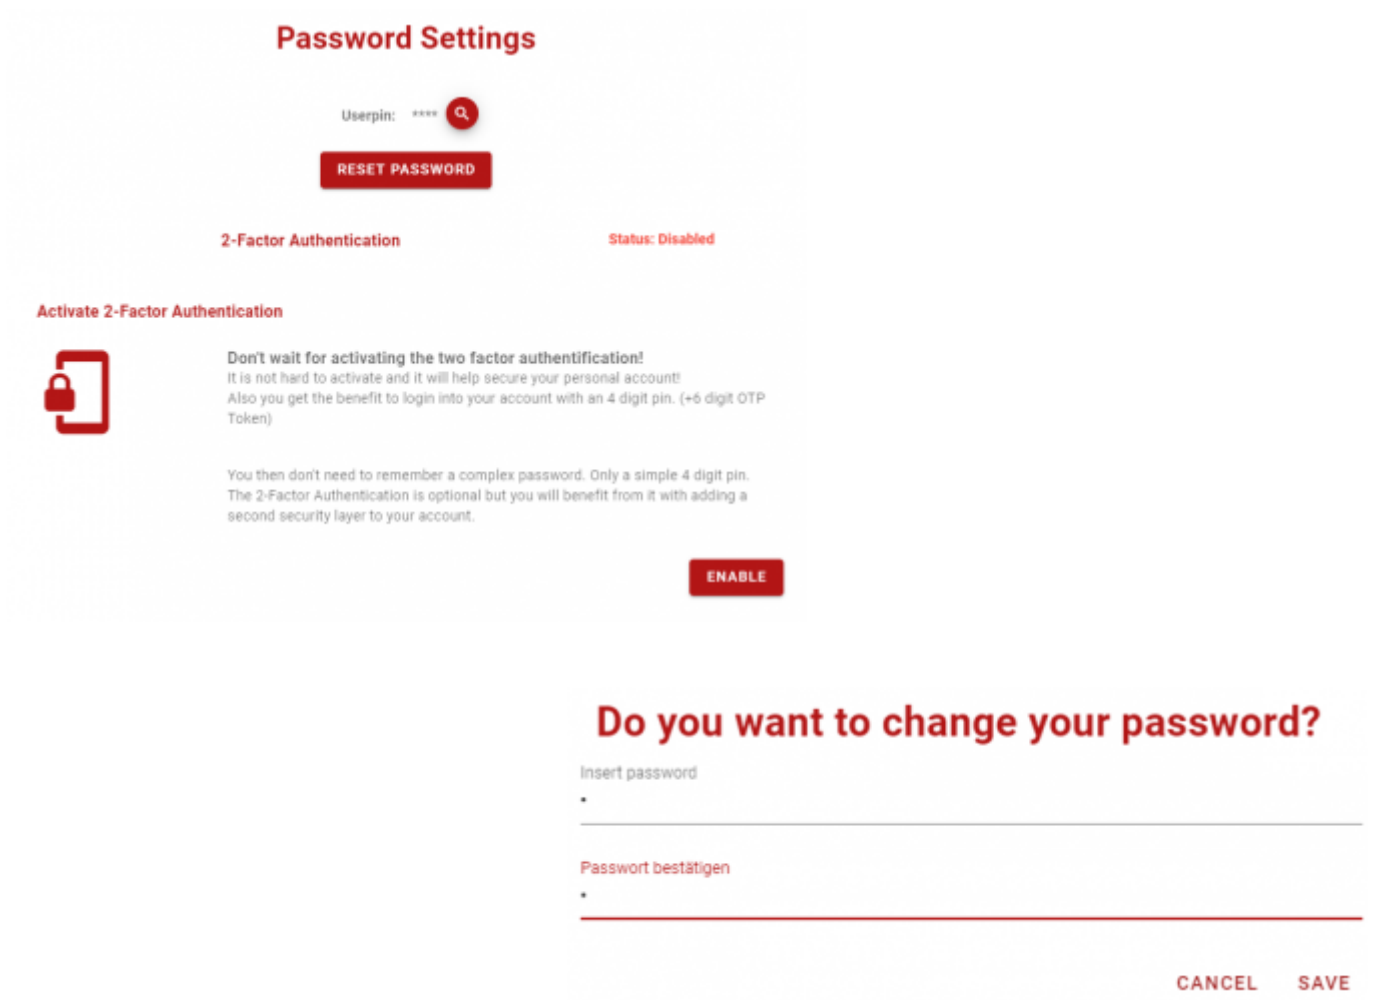 Password Settings
Userpin: ****
RESET PASSWORD
2-Factor Authentication Status: Disabled
Activate 2-Factor Authentication
Don't wait for activating the two factor authentification!
It is not hard to activate and it will help secure your personal account!
Also you get the benefit to login into your account with an 4 digit pin. (+6 digit OTP
Token)
You then don't need to remember a complex password. Only a simple 4 digit pin.
The 2-Factor Authentication is optional but you will benefit from it with adding a
second security layer to your account.
ENABLE
Do you want to change your password?
Insert password
•
Passwort bestätigen
•
CANCEL SAVE